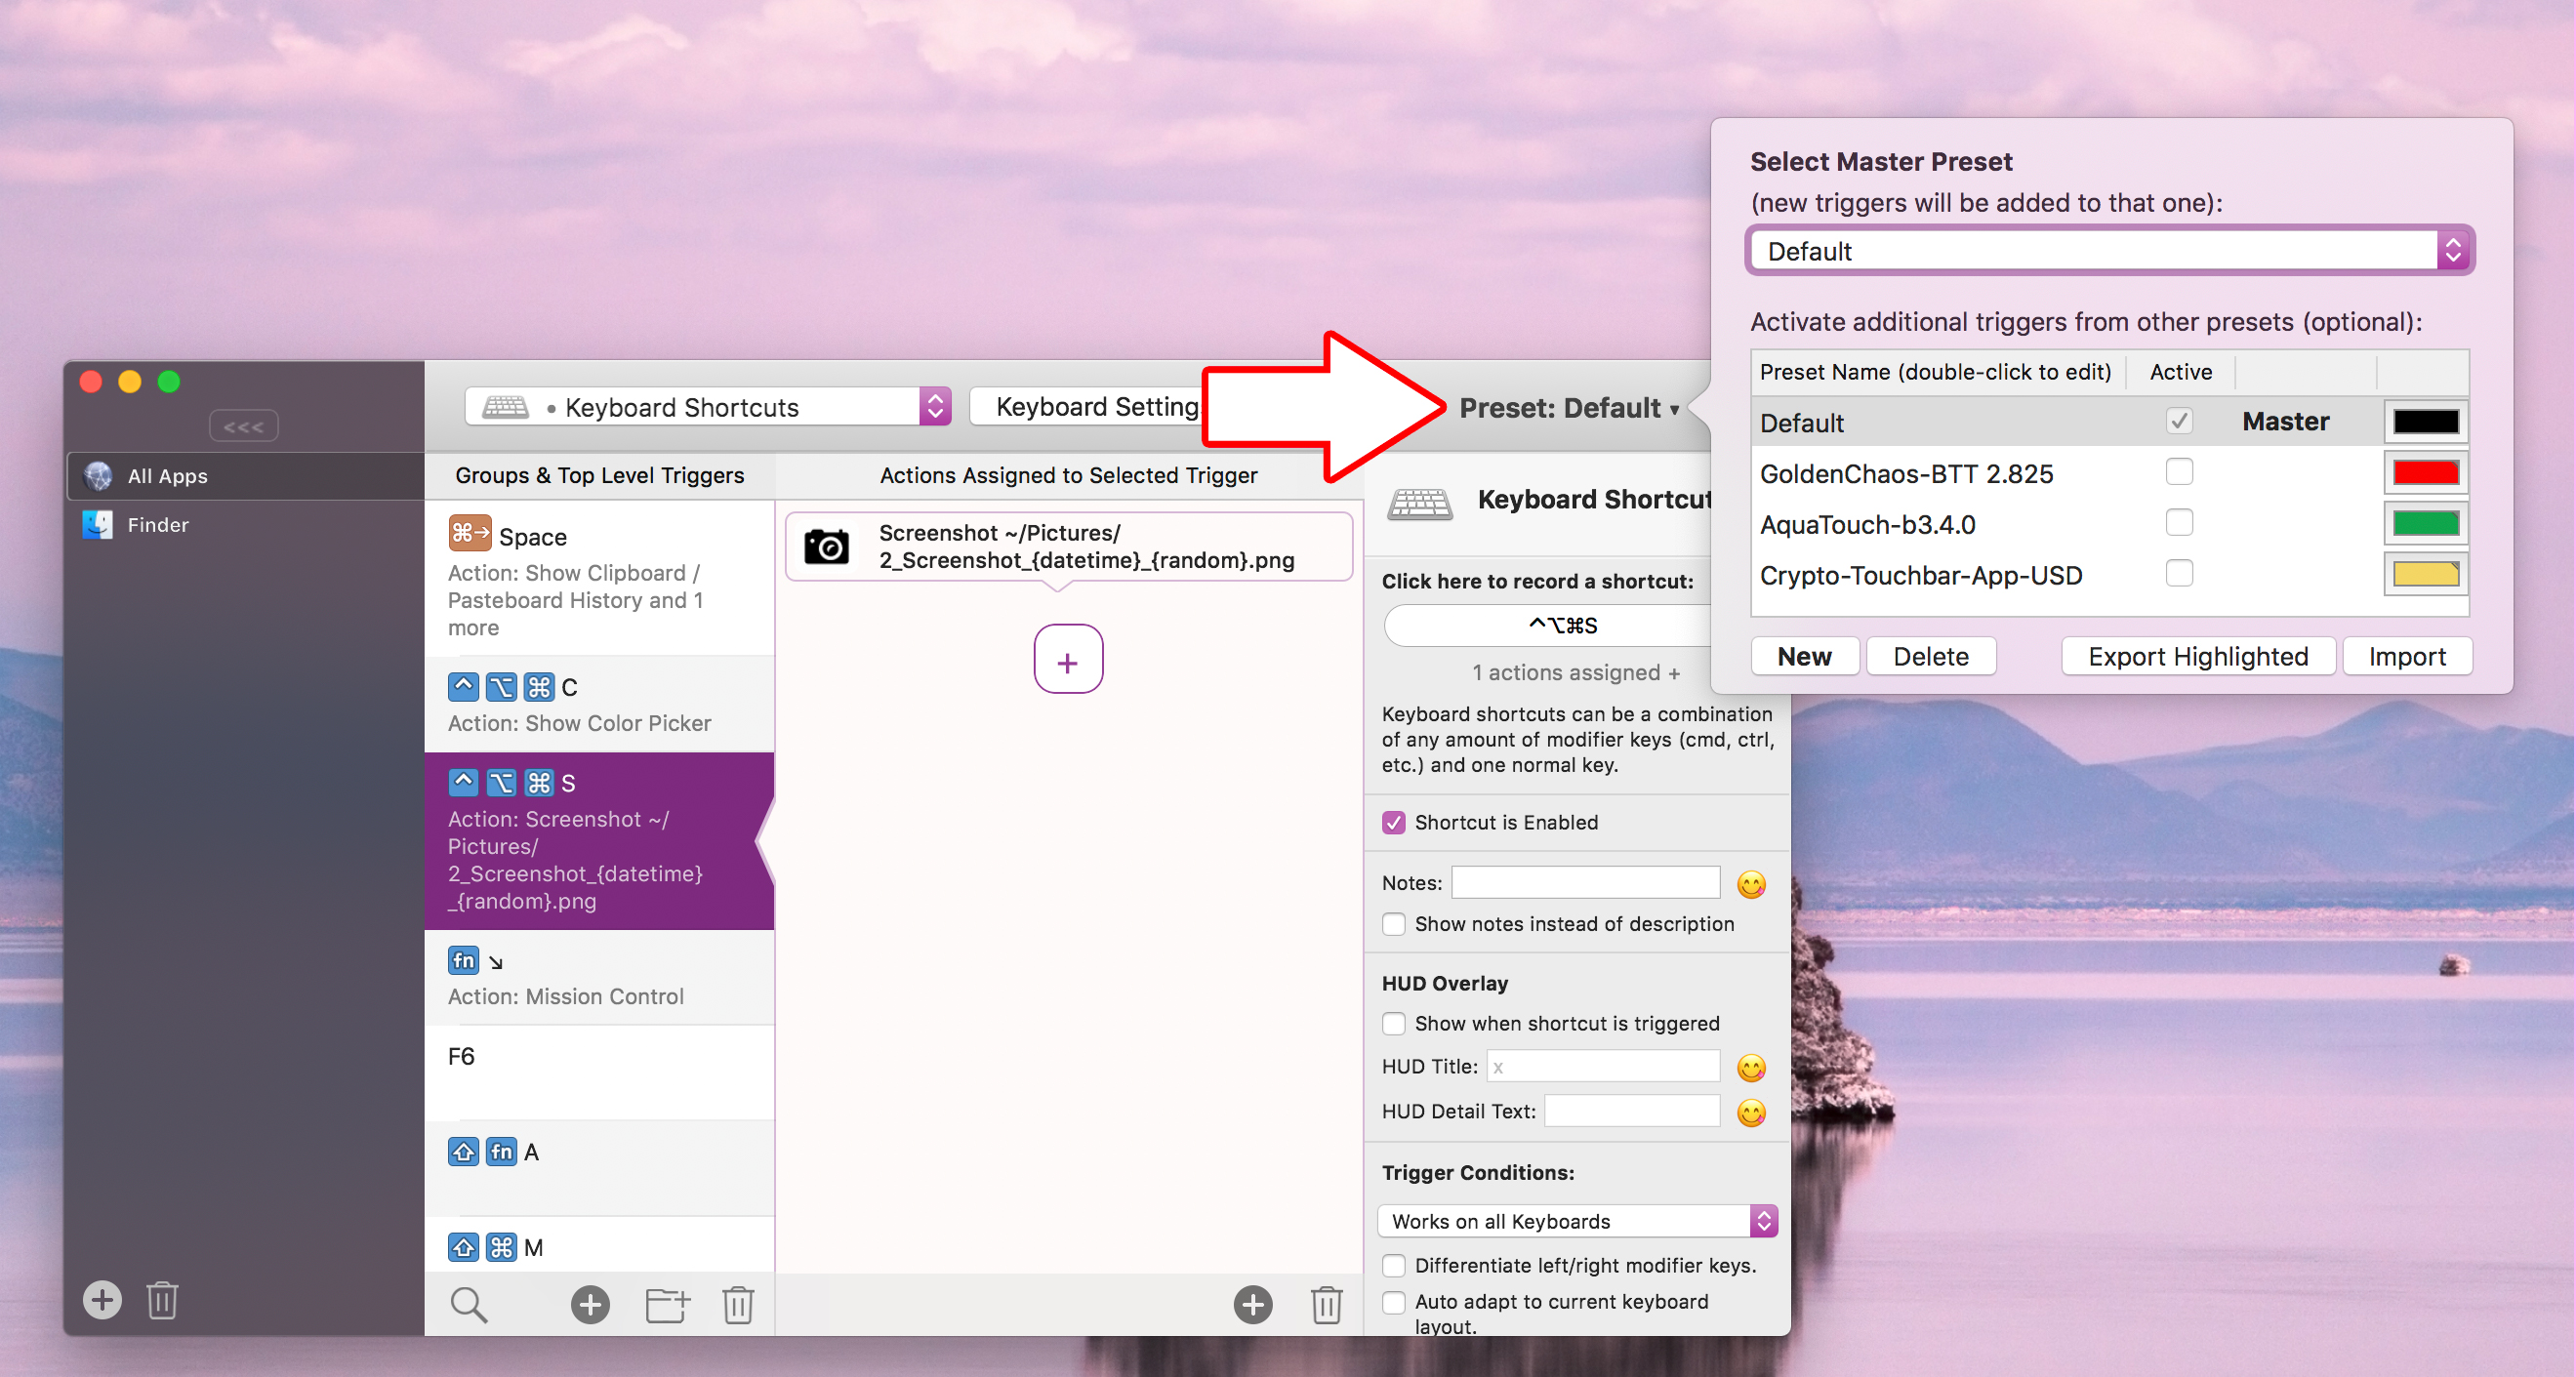 Select Master Preset
(new triggers will be added to that one):
Default
Activate additional triggers from other presets (optional):
Preset Name (double-click to edit) Active
Default Master
GoldenChaos-BTT 2.825
AquaTouch-b3.4.0
Crypto-Touchbar-App-USD
New Delete Export Highlighted Import
<<<
All Apps
Finder
• Keyboard Shortcuts
Keyboard Setting
Preset: Default ▾
Groups & Top Level Triggers
⌘→ Space
Action: Show Clipboard /
Pasteboard History and 1
more
⌃ ⌥ ⌘ C
Action: Show Color Picker
⌃ ⌥ ⌘ S
Action: Screenshot ~/
Pictures/
2_Screenshot_{datetime}
_{random}.png
fn ↘
Action: Mission Control
F6
⇧ fn A
⇧ ⌘ M
Actions Assigned to Selected Trigger
Screenshot ~/Pictures/
2_Screenshot_{datetime}_{random}.png
+
Keyboard Shortcut
Click here to record a shortcut:
^⌥⌘S
1 actions assigned +
Keyboard shortcuts can be a combination
of any amount of modifier keys (cmd, ctrl,
etc.) and one normal key.
Shortcut is Enabled
Notes:
Show notes instead of description
HUD Overlay
Show when shortcut is triggered
HUD Title: x
HUD Detail Text:
Trigger Conditions:
Works on all Keyboards
Differentiate left/right modifier keys.
Auto adapt to current keyboard
layout.